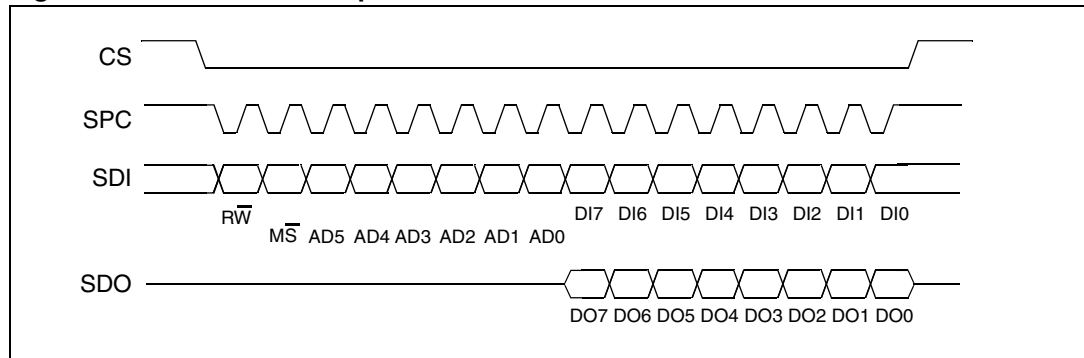 CS
SPC
SDI
RW̅
DI7 DI6 DI5 DI4 DI3 DI2 DI1 DI0
MS̅ AD5 AD4 AD3 AD2 AD1 AD0
SDO
DO7 DO6 DO5 DO4 DO3 DO2 DO1 DO0